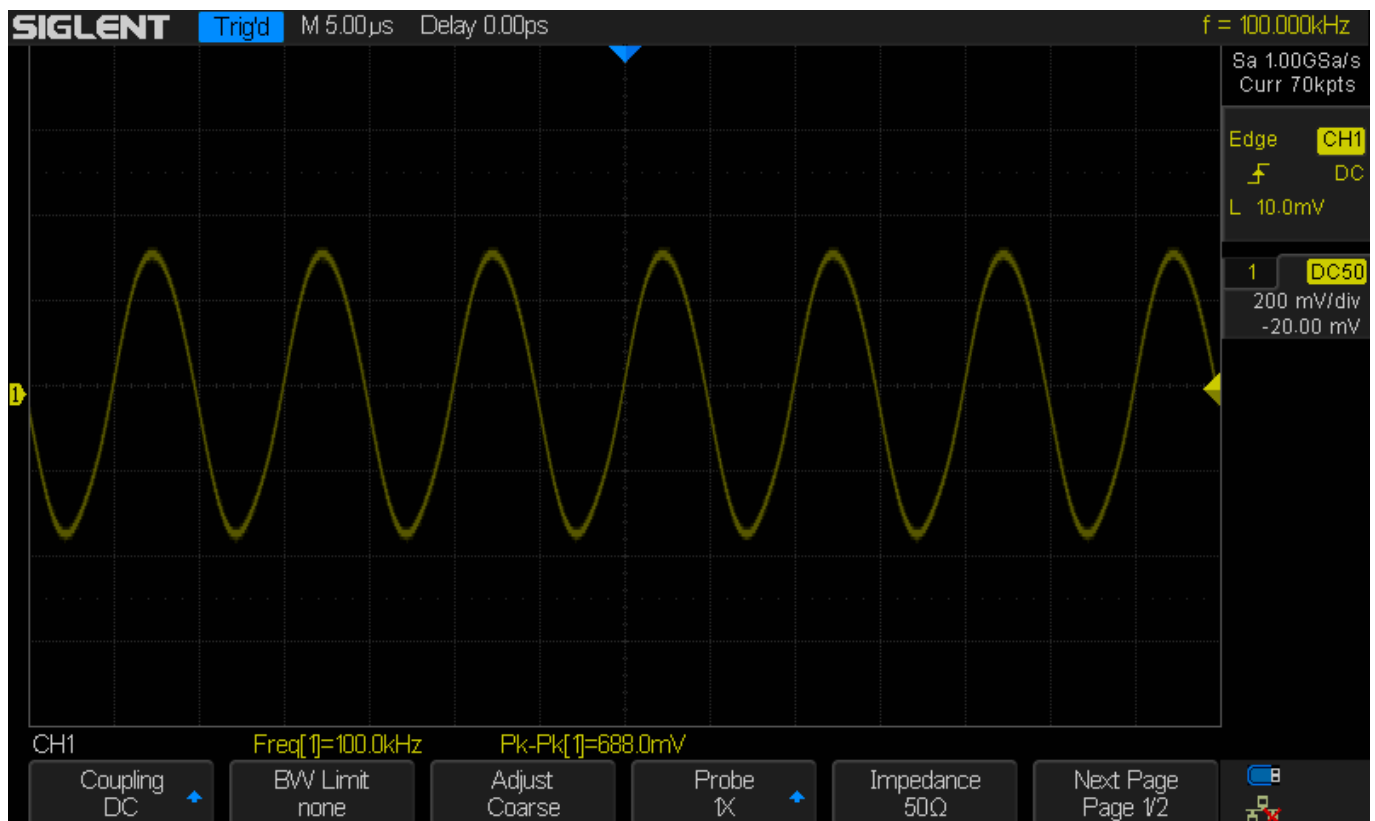 SIGLENT Trig'd M 5.00µs Delay 0.00ps f = 100.000kHz
Sa 1.00GSa/s
Curr 70kpts
Edge CH1
DC
L 10.0mV
1 DC50
200 mV/div
-20.00 mV
1
CH1 Freq[1]=100.0kHz Pk-Pk[1]=688.0mV
Coupling BW Limit Adjust Probe Impedance Next Page
DC none Coarse 1X 50Ω Page 1/2